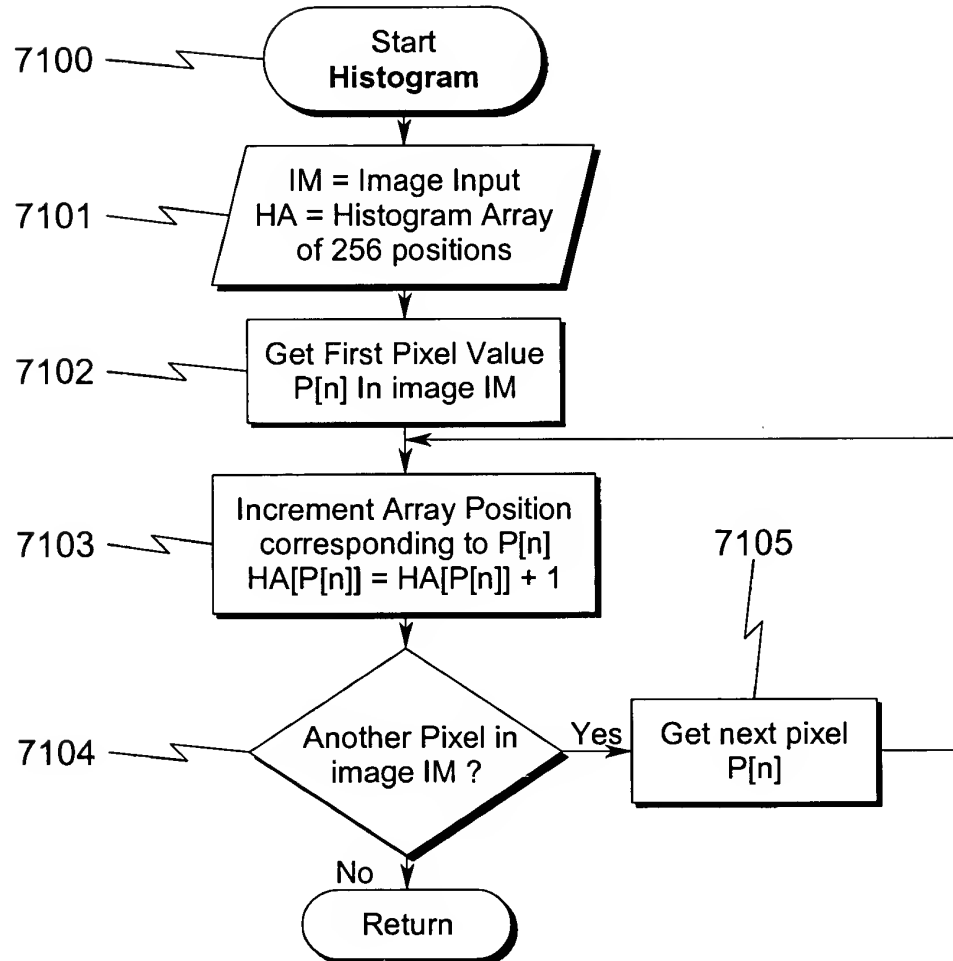 7100
Start
Histogram
7101
IM = Image Input
HA = Histogram Array
of 256 positions
7102
Get First Pixel Value
P[n] In image IM
7103
Increment Array Position
corresponding to P[n]
HA[P[n]] = HA[P[n]] + 1
7104
Another Pixel in
image IM ?
Yes
7105
Get next pixel
P[n]
No
Return